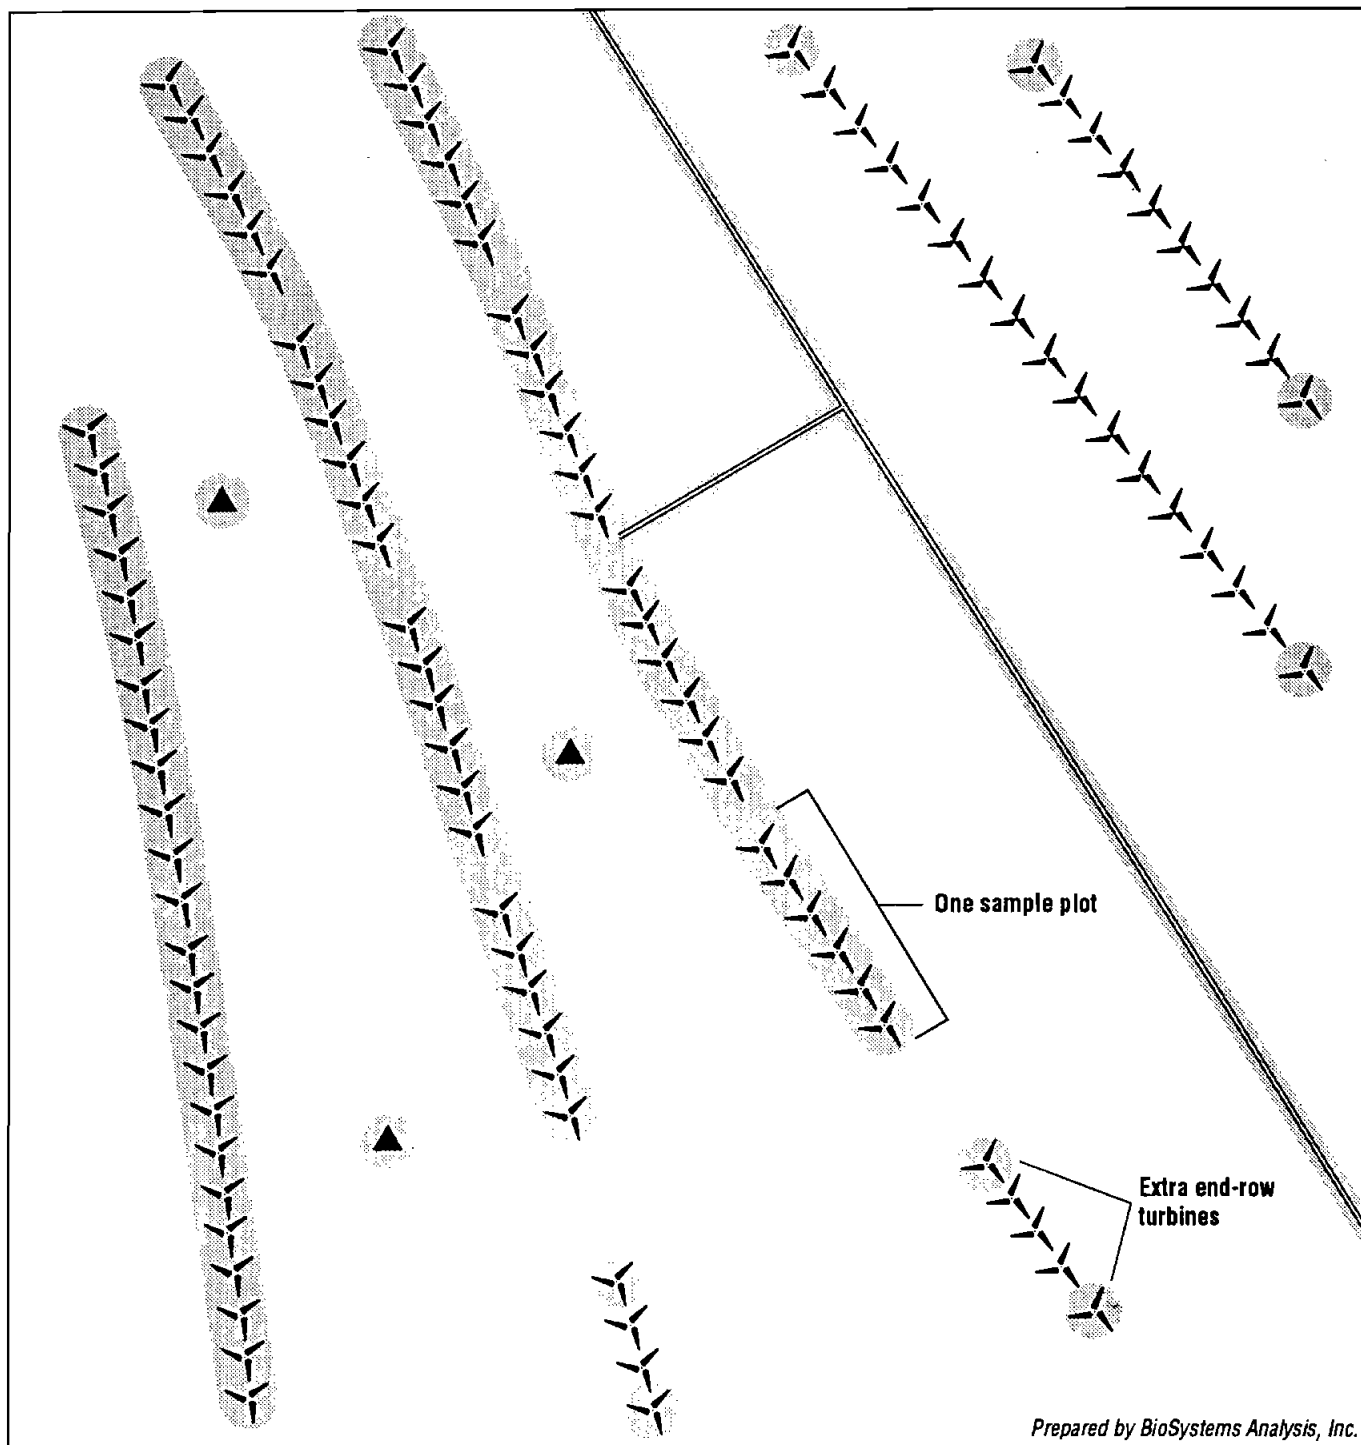 One sample plot
Extra end-row
turbines
Prepared by BioSystems Analysis, Inc.